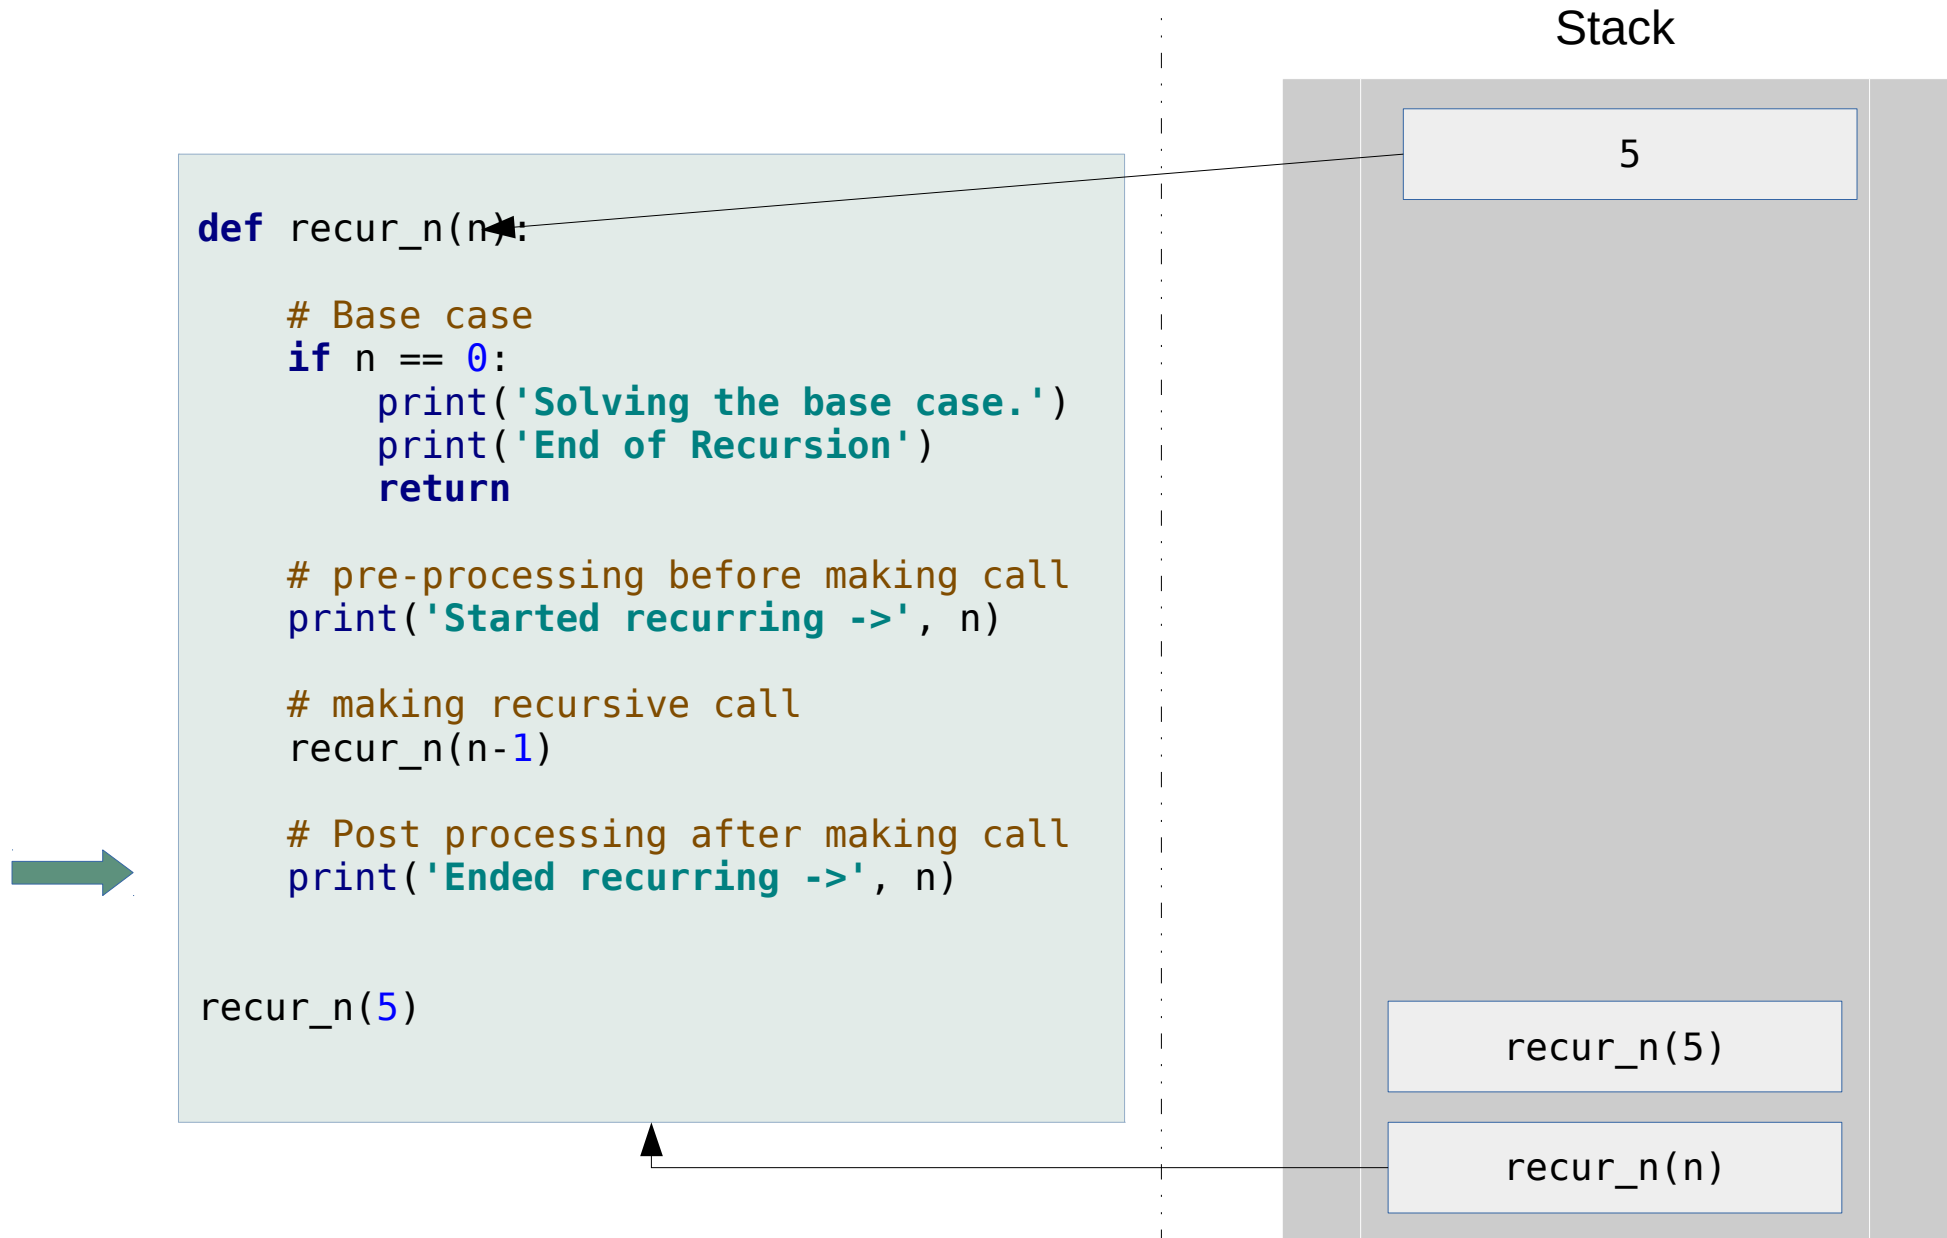 Stack
5
def recur_n(n):
# Base case
if n == 0:
print('Solving the base case.')
print('End of Recursion')
return
# pre-processing before making call
print('Started recurring ->', n)
# making recursive call
recur_n(n-1)
# Post processing after making call
print('Ended recurring ->', n)
recur_n(5)
recur_n(5)
recur_n(n)